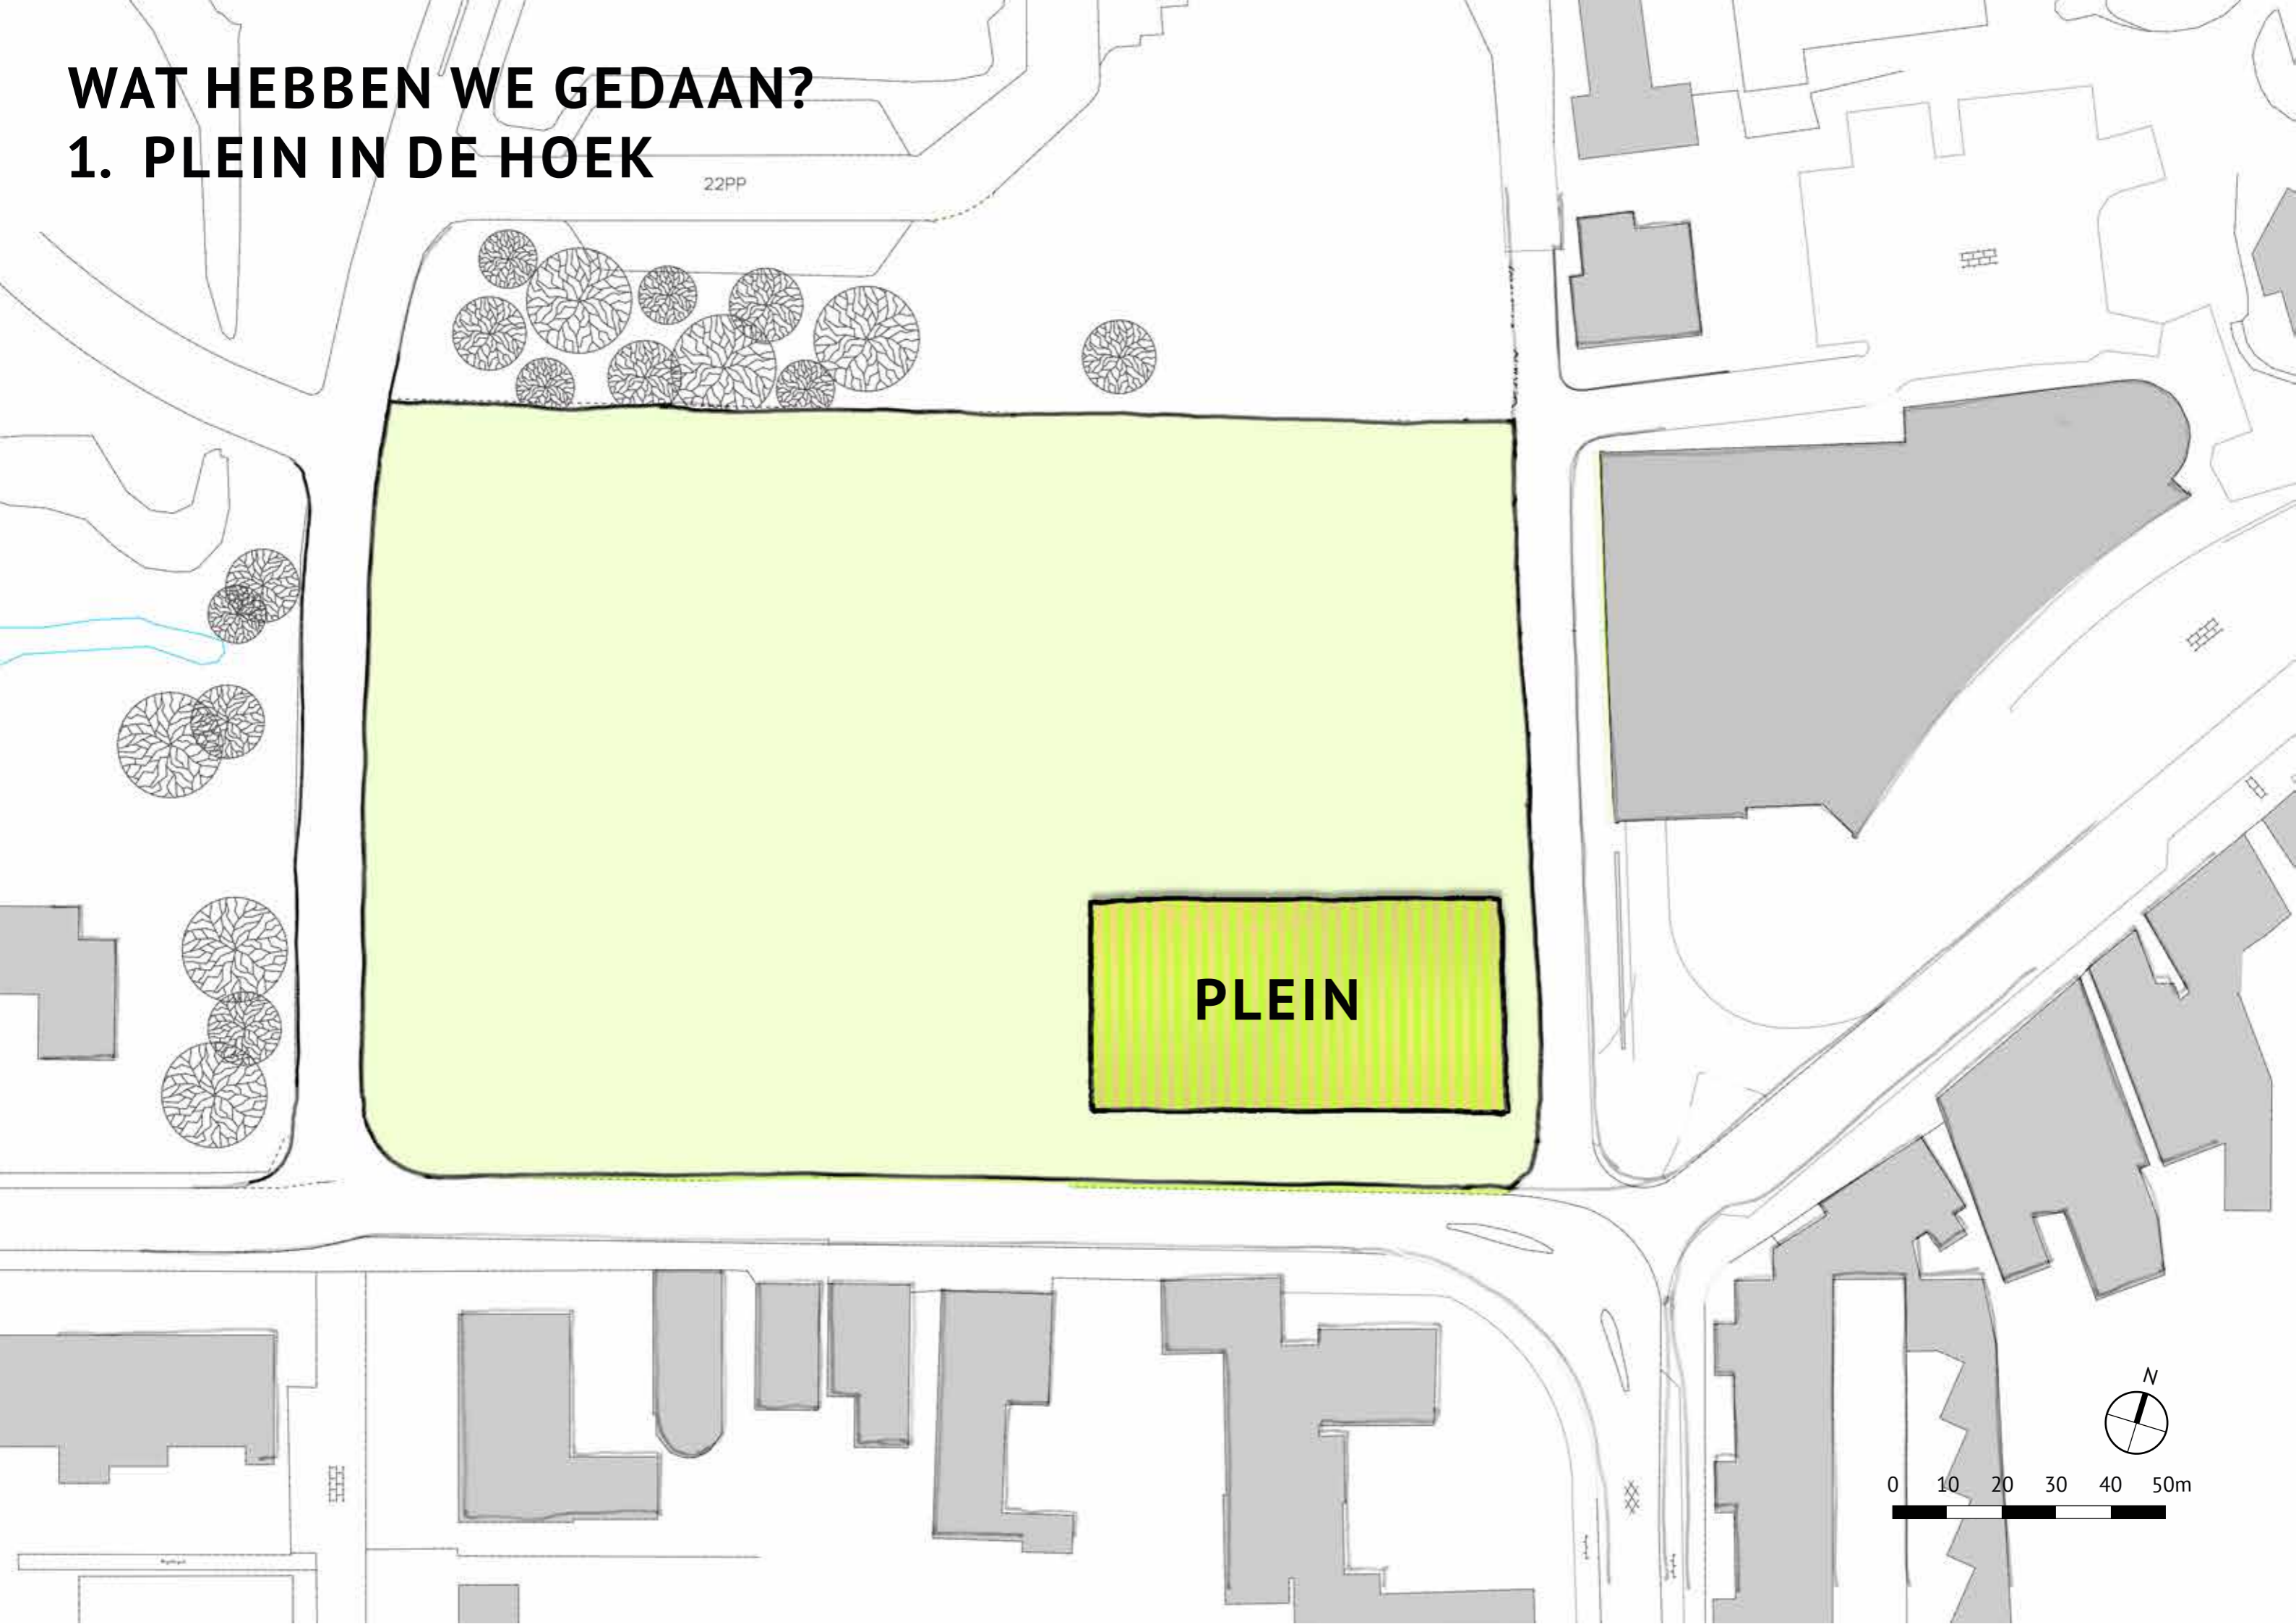 WAT HEBBEN WE GEDAAN?
1. PLEIN IN DE HOEK
22PP
PLEIN
N
0 10 20 30 40 50m